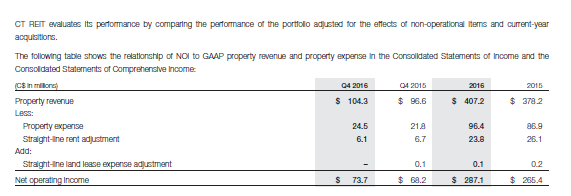 CT REIT evaluates its performance by comparing the performance of the portfolio adjusted for the effects of non-operational items and current-year
acquisitions.
The following table shows the relationship of NOI to GAAP property revenue and property expense in the Consolidated Statements of Income and the
Consolidated Statements of Comprehensive Income:
(C$ in millions) Q4 2016 Q4 2015 2016 2015
Property revenue $ 104.3 $ 96.6 $ 407.2 $ 378.2
Less:
Property expense 24.5 21.8 96.4 86.9
Straight-line rent adjustment 6.1 6.7 23.8 26.1
Add:
Straight-line land lease expense adjustment – 0.1 0.1 0.2
Net operating income $ 73.7 $ 68.2 $ 287.1 $ 265.4